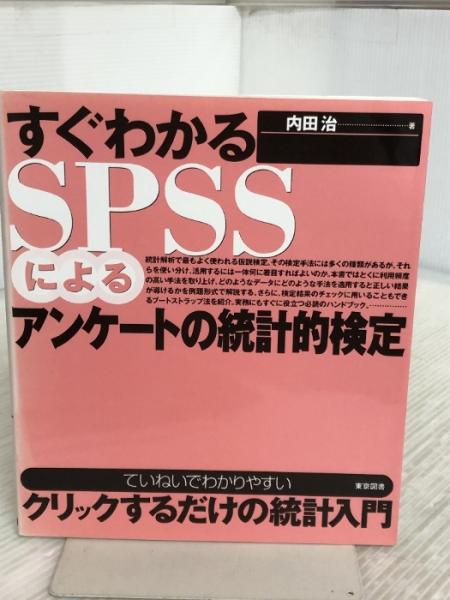 すぐわかる
内田 治…………………著
SPSS
による
統計解析で最もよく使われる仮説検定。その検定手法には多くの種類があるが、それ
らを使い分け、活用するには一体何に着目すればよいのか。本書ではとくに利用頻度
の高い手法を取り上げ、どのようなデータにどのような手法を適用すると正しい結果
が導けるかを例題形式で解説する。さらに、検定結果のチェックに用いることもでき
るブートストラップ法を紹介。実務にもすぐに役立つ必読のハンドブック。……………
アンケートの統計的検定
ていねいでわかりやすい
東京図書
クリックするだけの統計入門